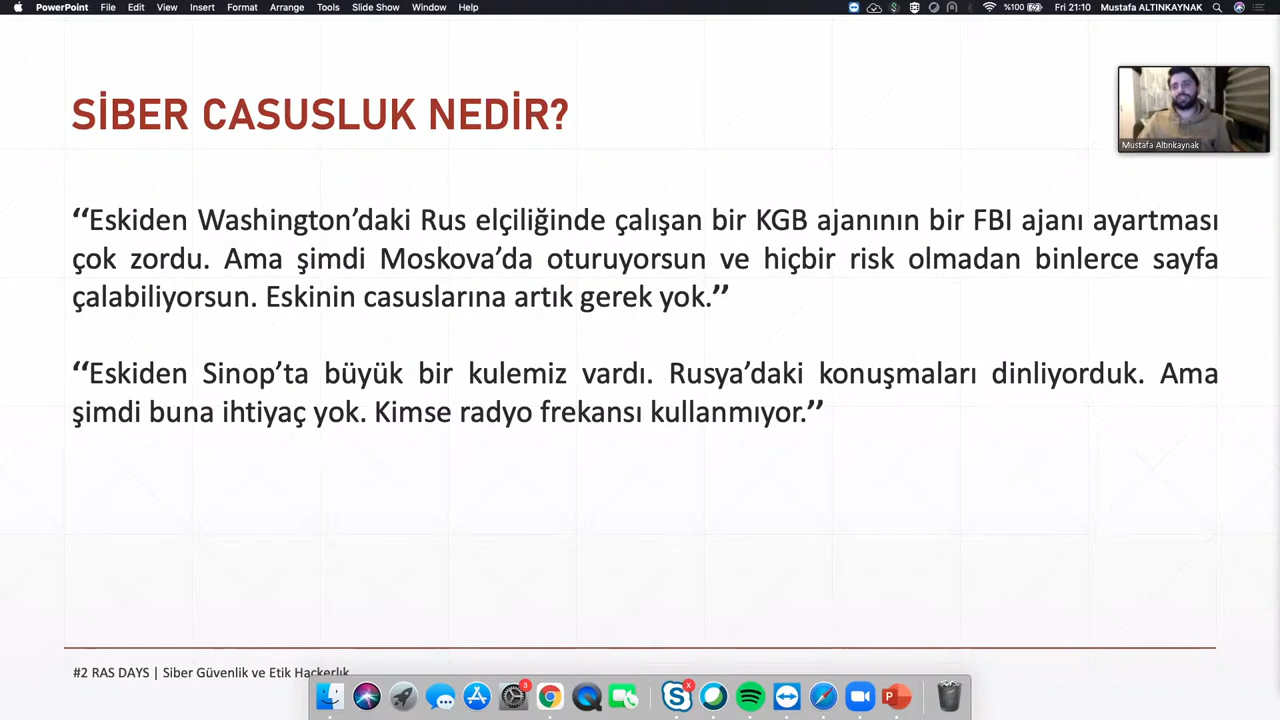 PowerPoint File Edit View Insert Format Arrange Tools Slide Show Window Help %100 Fri 21:10 Mustafa ALTINKAYNAK
SİBER CASUSLUK NEDİR?
Mustafa Altınkaynak
‘‘Eskiden Washington’daki Rus elçiliğinde çalışan bir KGB ajanının bir FBI ajanı ayartması
çok zordu. Ama şimdi Moskova’da oturuyorsun ve hiçbir risk olmadan binlerce sayfa
çalabiliyorsun. Eskinin casuslarına artık gerek yok.’’
‘‘Eskiden Sinop’ta büyük bir kulemiz vardı. Rusya’daki konuşmaları dinliyorduk. Ama
şimdi buna ihtiyaç yok. Kimse radyo frekansı kullanmıyor.’’
#2 RAS DAYS | Siber Güvenlik ve Etik Hackerlık
3